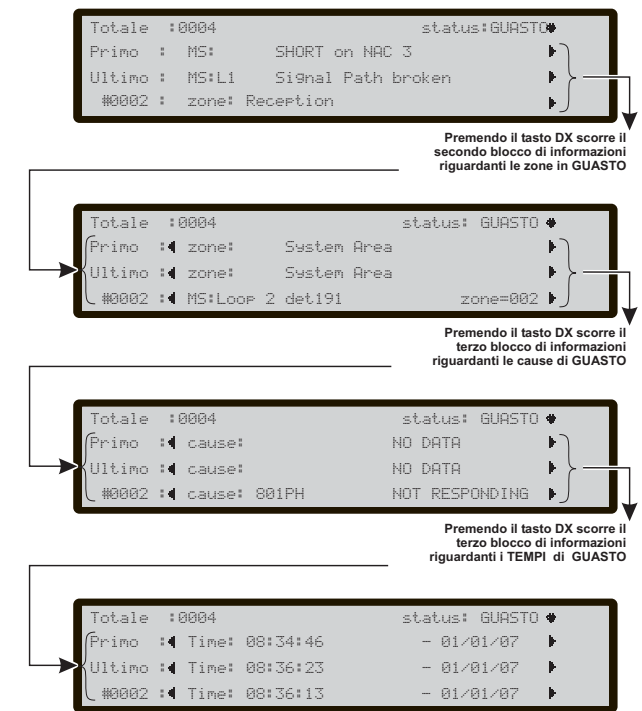 Totale :0004 status:GUASTO
Primo : MS: SHORT on NAC 3
Ultimo : MS:L1 Signal Path broken
#0002 : zone: Reception
Premendo il tasto DX scorre il
secondo blocco di informazioni
riguardanti le zone in GUASTO
Totale :0004 status: GUASTO
Primo : zone: System Area
Ultimo : zone: System Area
#0002 : MS:Loop 2 det191 zone=002
Premendo il tasto DX scorre il
terzo blocco di informazioni
riguardanti le cause di GUASTO
Totale :0004 status: GUASTO
Primo : cause: NO DATA
Ultimo : cause: NO DATA
#0002 : cause: 801PH NOT RESPONDING
Premendo il tasto DX scorre il
terzo blocco di informazioni
riguardanti i TEMPI di GUASTO
Totale :0004 status: GUASTO
Primo : Time: 08:34:46 - 01/01/07
Ultimo : Time: 08:36:23 - 01/01/07
#0002 : Time: 08:36:13 - 01/01/07